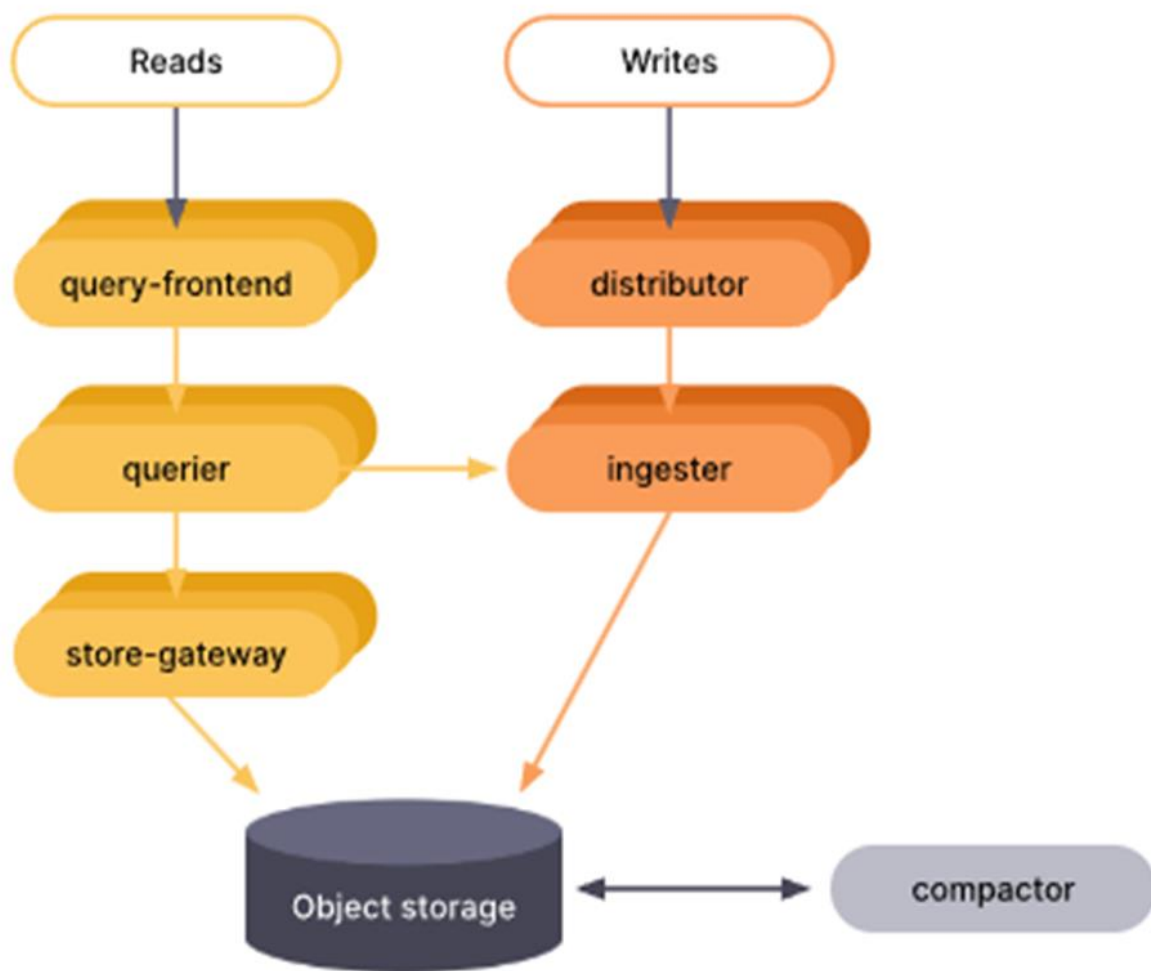 Reads
Writes
query-frontend
distributor
querier
ingester
store-gateway
Object storage
compactor